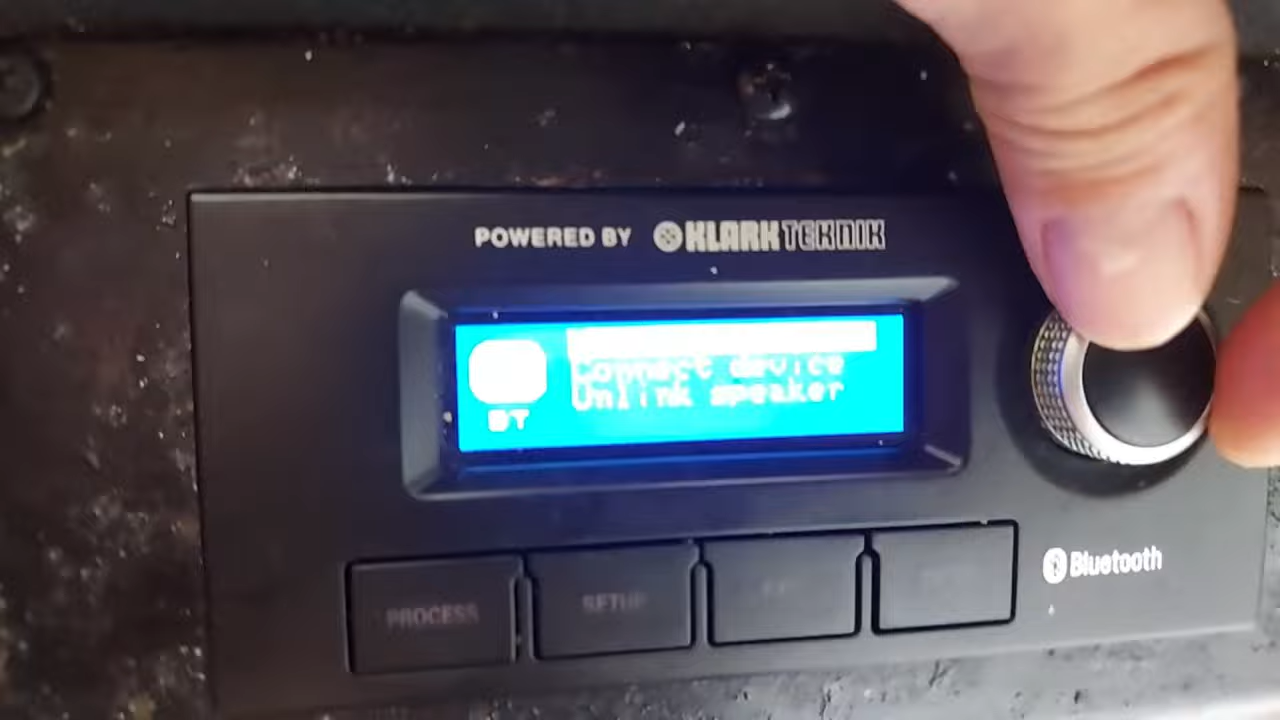 POWERED BY KLARK TEKNIK
Connect device
Unlink speaker
BT
PROCESS
SETUP
Bluetooth